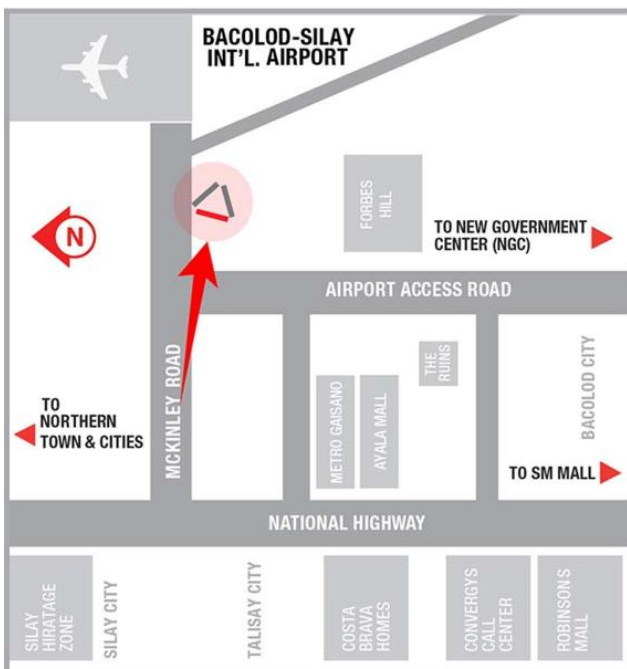 BACOLOD-SILAY
INT'L. AIRPORT
FORBES
HILL
TO NEW GOVERNMENT
CENTER (NGC)
N
AIRPORT ACCESS ROAD
MCKINLEY ROAD
THE
RUINS
METRO GAISANO
AYALA MALL
BACOLOD CITY
TO
NORTHERN
TOWN & CITIES
TO SM MALL
NATIONAL HIGHWAY
SILAY
HIRATAGE
ZONE
SILAY CITY
TALISAY CITY
COSTA
BRAVA
HOMES
CONVERGYS
CALL
CENTER
ROBINSONS
MALL